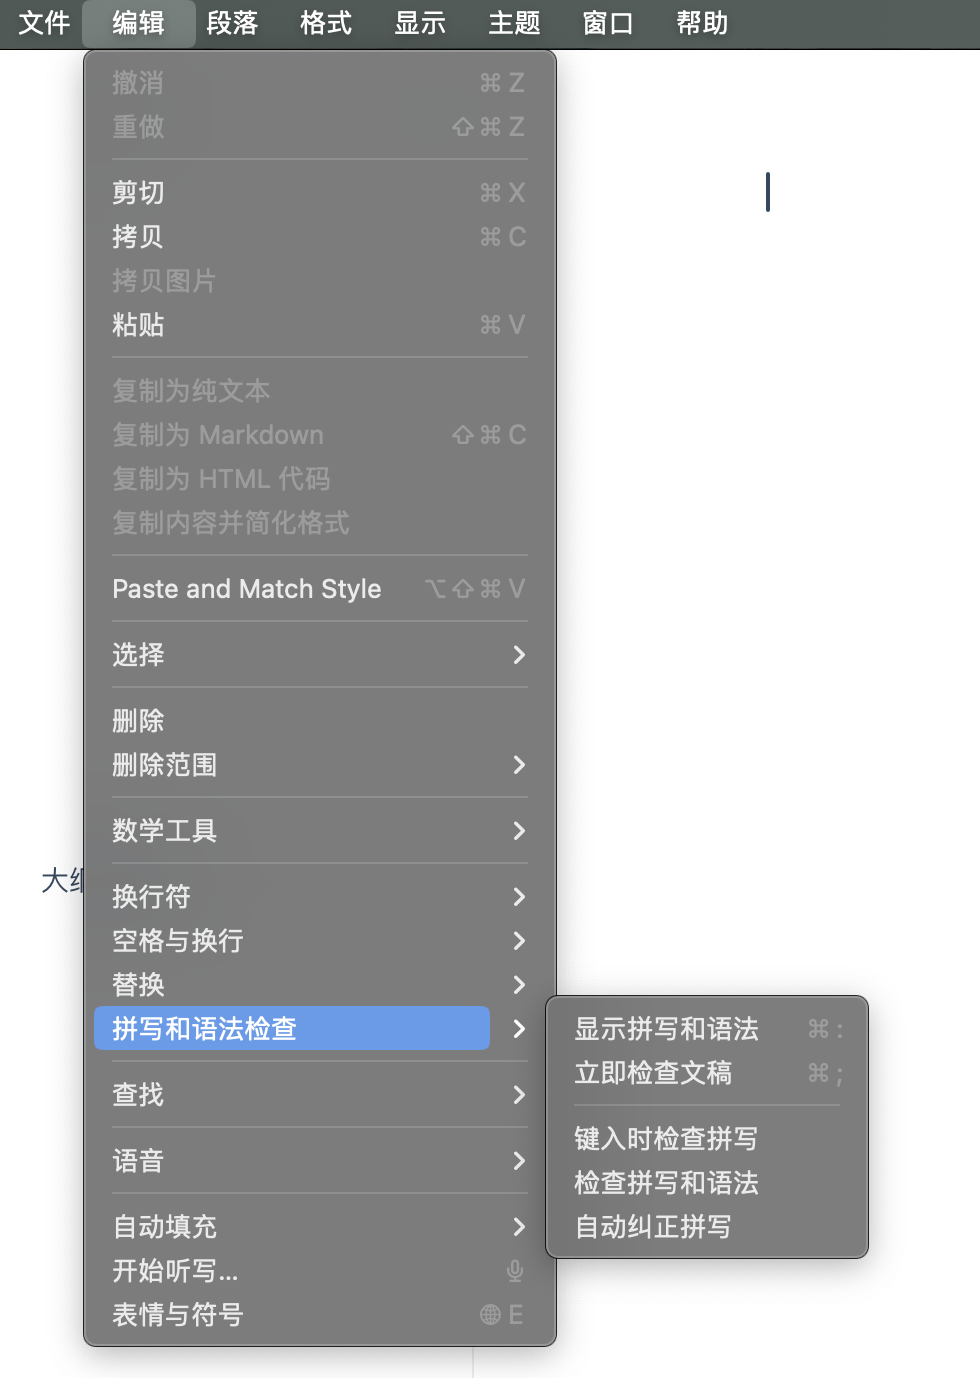 文件 编辑 段落 格式 显示 主题 窗口 帮助
撤消 ⌘ Z
重做 ⇧ ⌘ Z
剪切 ⌘ X
拷贝 ⌘ C
拷贝图片
粘贴 ⌘ V
复制为纯文本
复制为 Markdown ⇧ ⌘ C
复制为 HTML 代码
复制内容并简化格式
Paste and Match Style ⌥ ⇧ ⌘ V
选择
删除
删除范围
数学工具
大
换行符
空格与换行
替换
拼写和语法检查
显示拼写和语法 ⌘ :
立即检查文稿 ⌘ ;
键入时检查拼写
检查拼写和语法
自动纠正拼写
查找
语音
自动填充
开始听写...
表情与符号 E